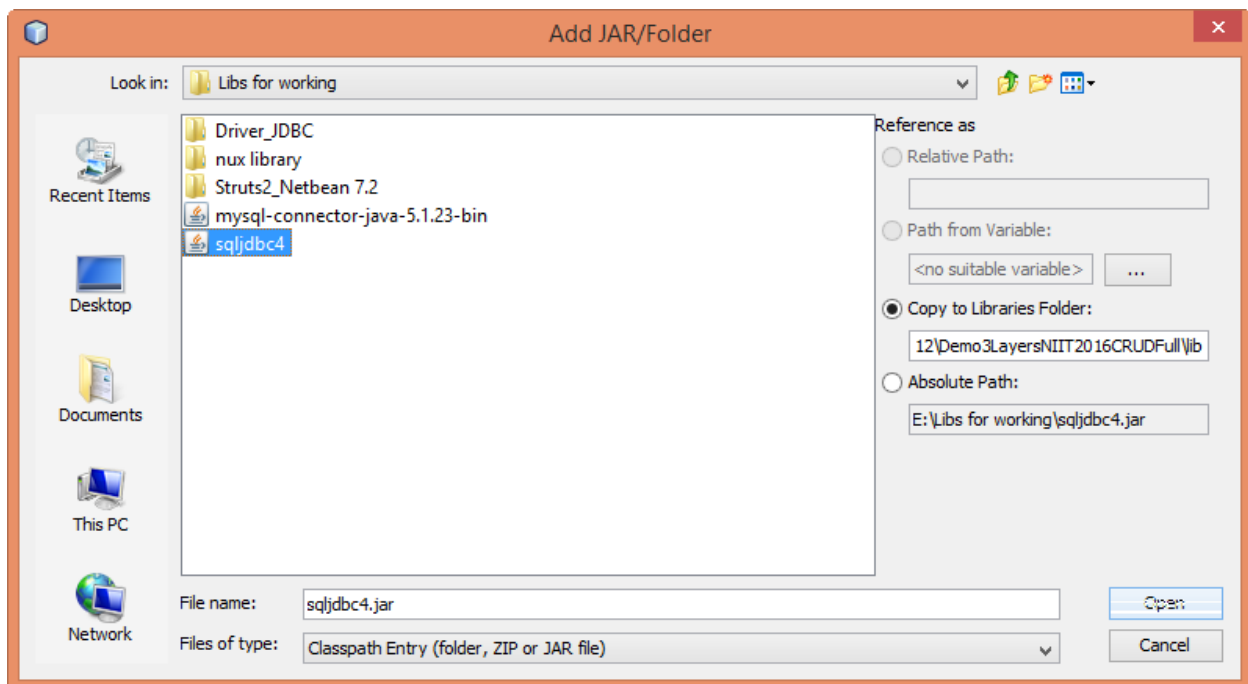 Add JAR/Folder
Look in: Libs for working
Recent Items
Desktop
Documents
This PC
Network
Driver_JDBC
nux library
Struts2_Netbean 7.2
mysql-connector-java-5.1.23-bin
sqljdbc4
Reference as
Relative Path:
Path from Variable:
<no suitable variable> ...
Copy to Libraries Folder:
12\Demo3LayersNIIT2016CRUDFull\lib
Absolute Path:
E:\Libs for working\sqljdbc4.jar
File name: sqljdbc4.jar Open
Files of type: Classpath Entry (folder, ZIP or JAR file) Cancel